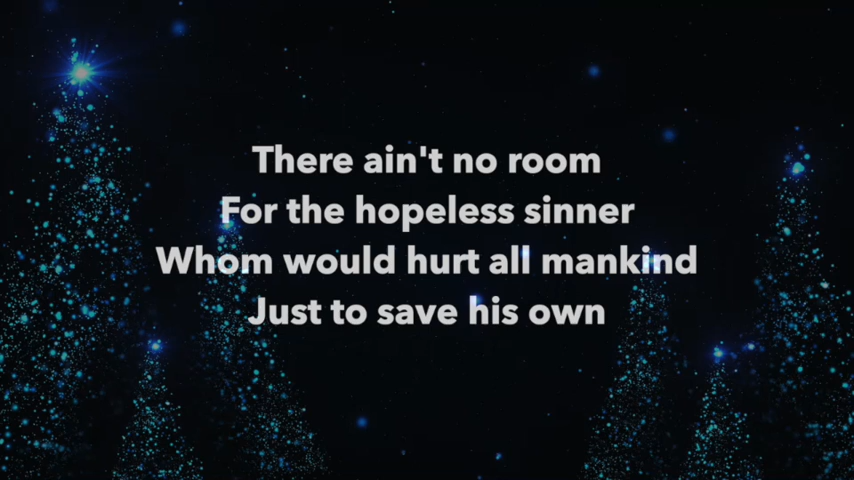 There ain't no room
For the hopeless sinner
Whom would hurt all mankind
Just to save his own